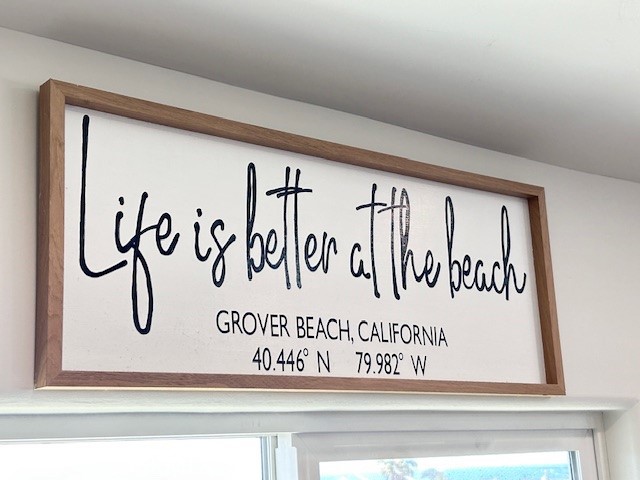 Life is better at the beach
GROVER BEACH, CALIFORNIA
40.446° N 79.982° W